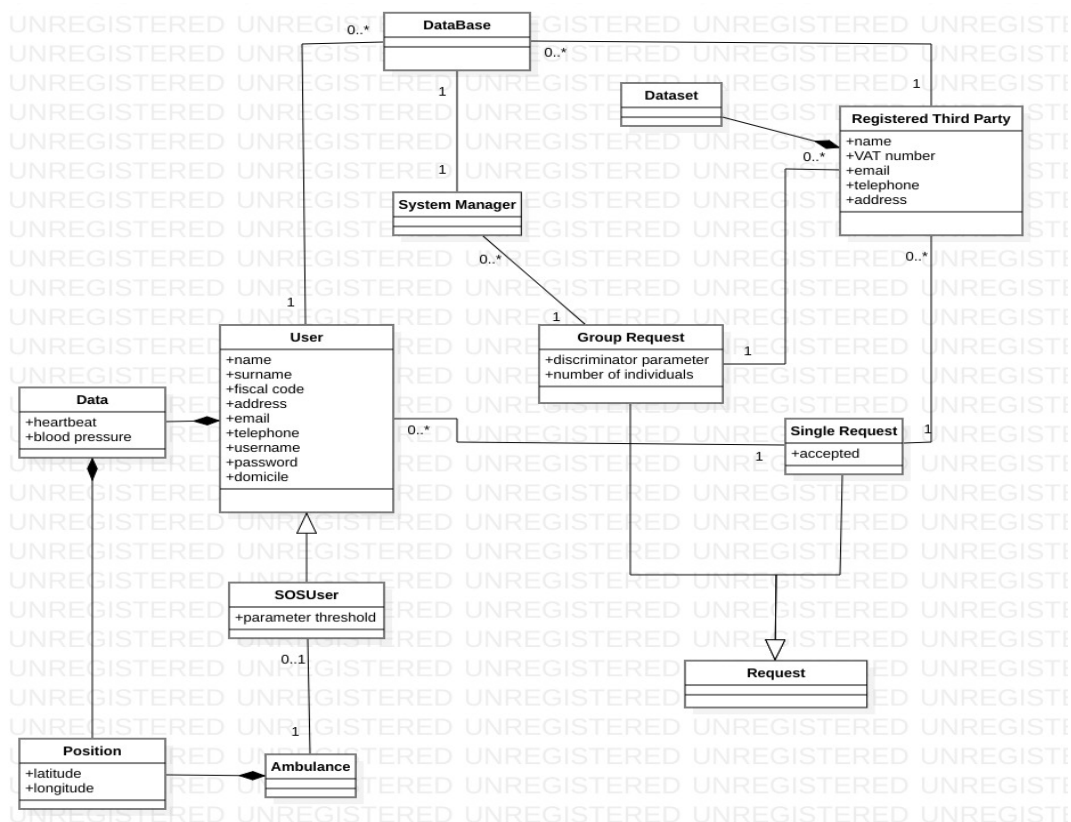 DataBase
0..*
0..*
1
1
Dataset
Registered Third Party
+name
+VAT number
+email
+telephone
+address
0..*
1
System Manager
0..*
0..*
1
1
User
+name
+surname
+fiscal code
+address
+email
+telephone
+username
+password
+domicile
Group Request
+discriminator parameter
+number of individuals
1
Data
+heartbeat
+blood pressure
0..*
1
Single Request
+accepted
1
SOSUser
+parameter threshold
0..1
1
Request
Position
+latitude
+longitude
Ambulance
UNREGISTERED